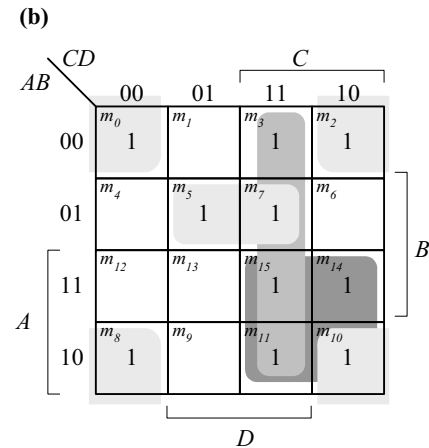 (b)
CD
C
AB
00 01 11 10
m0 m1 m3 m2
00 1 1 1
m4 m5 m7 m6
01 1 1
B
m12 m13 m15 m14
11 1 1
A
m8 m9 m11 m10
10 1 1 1
D